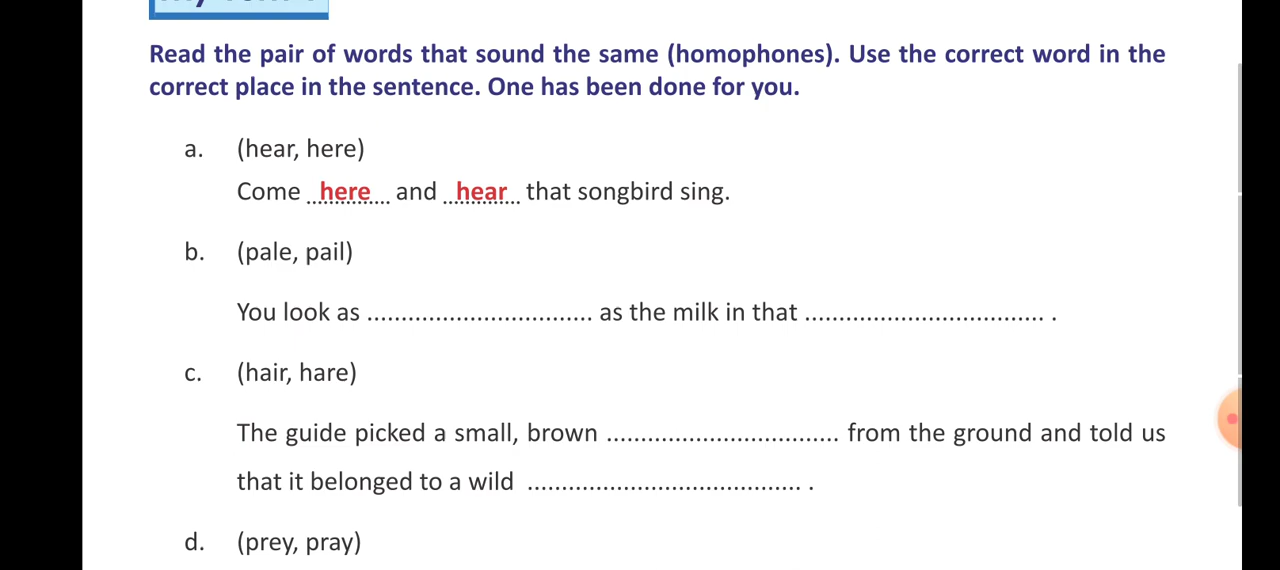 Read the pair of words that sound the same (homophones). Use the correct word in the
correct place in the sentence. One has been done for you.
a. (hear, here)
Come ...here... and ...hear... that songbird sing.
b. (pale, pail)
You look as .................................. as the milk in that ................................... .
c. (hair, hare)
The guide picked a small, brown .................................. from the ground and told us
that it belonged to a wild ........................................ .
d. (prey, pray)